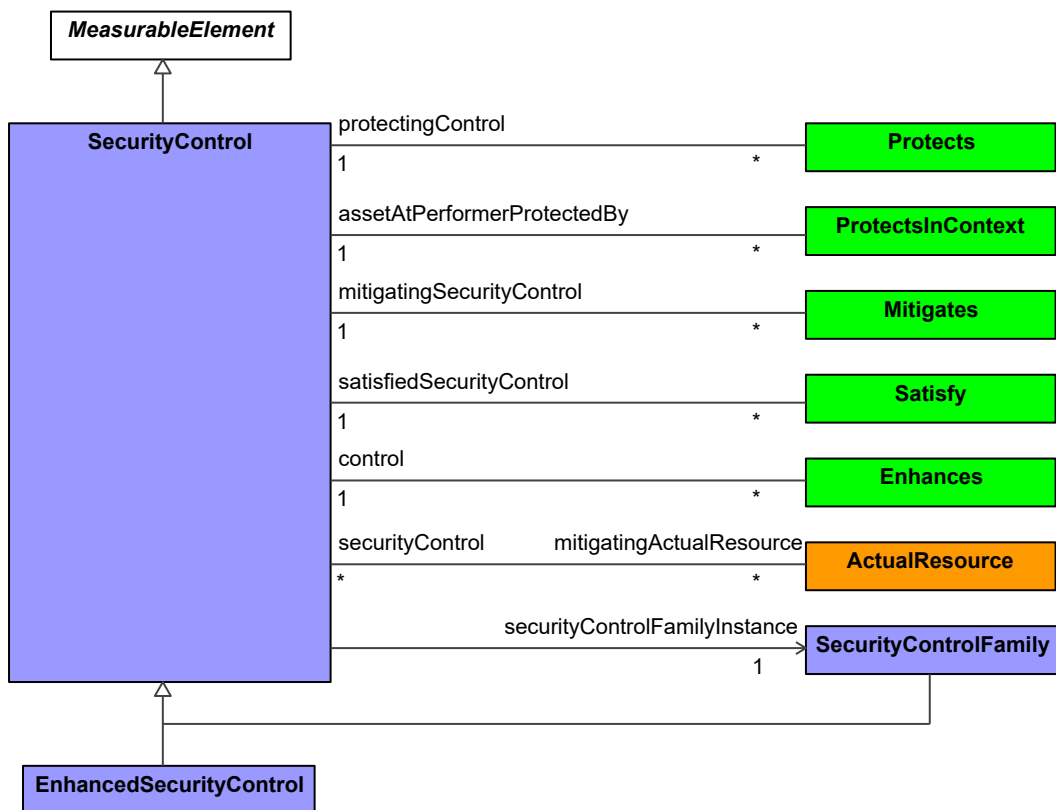 MeasurableElement
SecurityControl
protectingControl
1 *
Protects
assetAtPerformerProtectedBy
1 *
ProtectsInContext
mitigatingSecurityControl
1 *
Mitigates
satisfiedSecurityControl
1 *
Satisfy
control
1 *
Enhances
securityControl mitigatingActualResource
* *
ActualResource
securityControlFamilyInstance
1
SecurityControlFamily
EnhancedSecurityControl